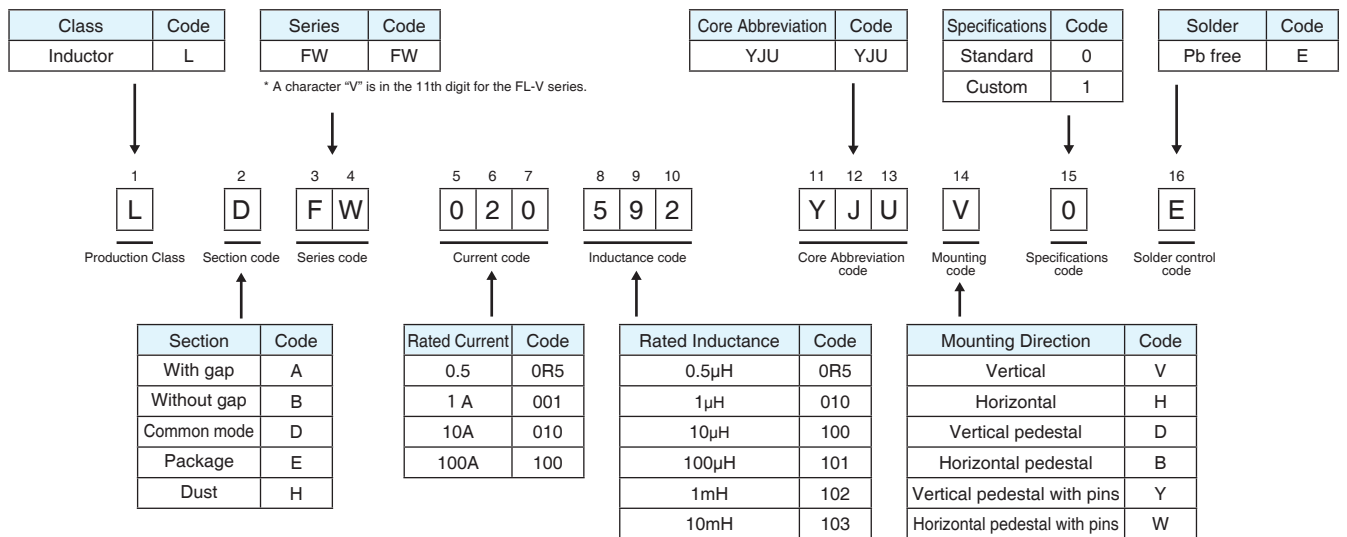 Class Code
Inductor L
Series Code
FW FW
* A character “V” is in the 11th digit for the FL-V series.
Core Abbreviation Code
YJU YJU
Specifications Code
Standard 0
Custom 1
Solder Code
Pb free E
1 2 3 4 5 6 7 8 9 10 11 12 13 14 15 16
L D F W 0 2 0 5 9 2 Y J U V 0 E
Production Class
Section code
Series code
Current code
Inductance code
Core Abbreviation
code
Mounting
code
Specifications
code
Solder control
code
Section Code
With gap A
Without gap B
Common mode D
Package E
Dust H
Rated Current Code
0.5 0R5
1 A 001
10A 010
100A 100
Rated Inductance Code
0.5μH 0R5
1μH 010
10μH 100
100μH 101
1mH 102
10mH 103
Mounting Direction Code
Vertical V
Horizontal H
Vertical pedestal D
Horizontal pedestal B
Vertical pedestal with pins Y
Horizontal pedestal with pins W